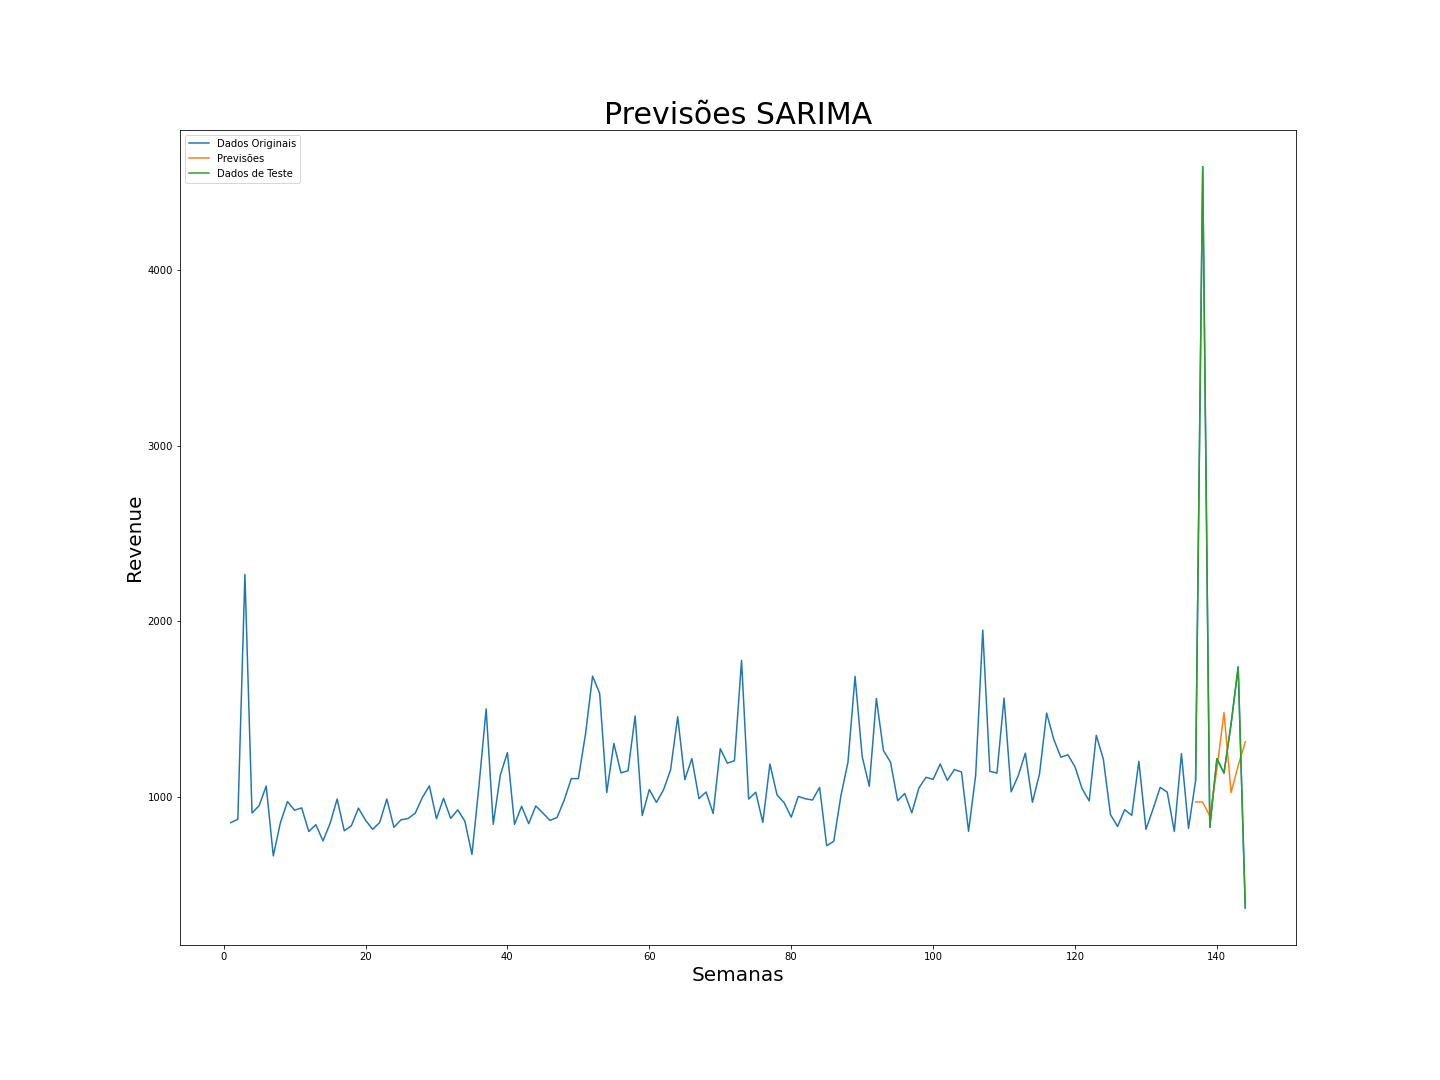 Previsões SARIMA
Dados Originais
Previsões
Dados de Teste
4000
3000
2000
1000
Revenue
0 20 40 60 80 100 120 140
Semanas